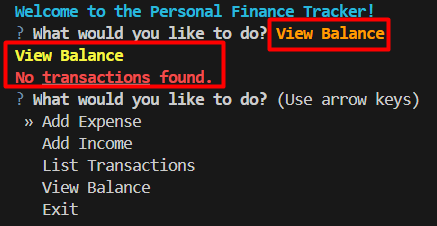 Welcome to the Personal Finance Tracker!
? What would you like to do? View Balance
View Balance
No transactions found.
? What would you like to do? (Use arrow keys)
» Add Expense
Add Income
List Transactions
View Balance
Exit